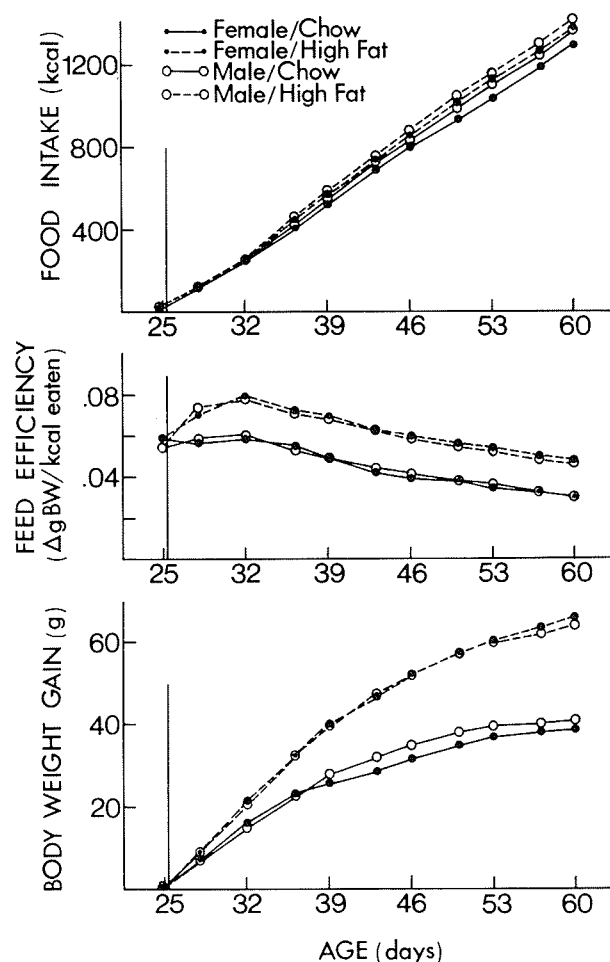 Female/Chow
Female/High Fat
Male/Chow
Male/High Fat
FOOD INTAKE (kcal)
1200
800
400
25 32 39 46 53 60
FEED EFFICIENCY
(ΔgBW/kcal eaten)
.08
.04
25 32 39 46 53 60
BODY WEIGHT GAIN (g)
60
40
20
25 32 39 46 53 60
AGE (days)